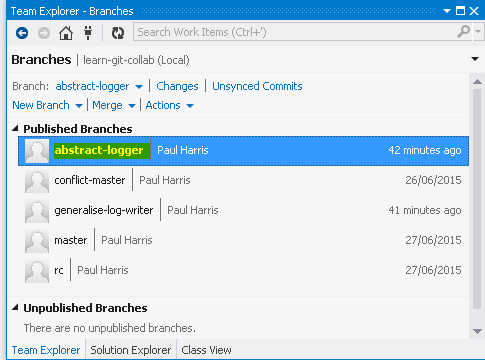 Team Explorer - Branches
Search Work Items (Ctrl+')
Branches | learn-git-collab (Local)
Branch: abstract-logger | Changes | Unsynced Commits
New Branch | Merge | Actions
Published Branches
abstract-logger Paul Harris 42 minutes ago
conflict-master Paul Harris 26/06/2015
generalise-log-writer Paul Harris 41 minutes ago
master Paul Harris 27/06/2015
rc Paul Harris 27/06/2015
Unpublished Branches
There are no unpublished branches.
Team Explorer Solution Explorer Class View